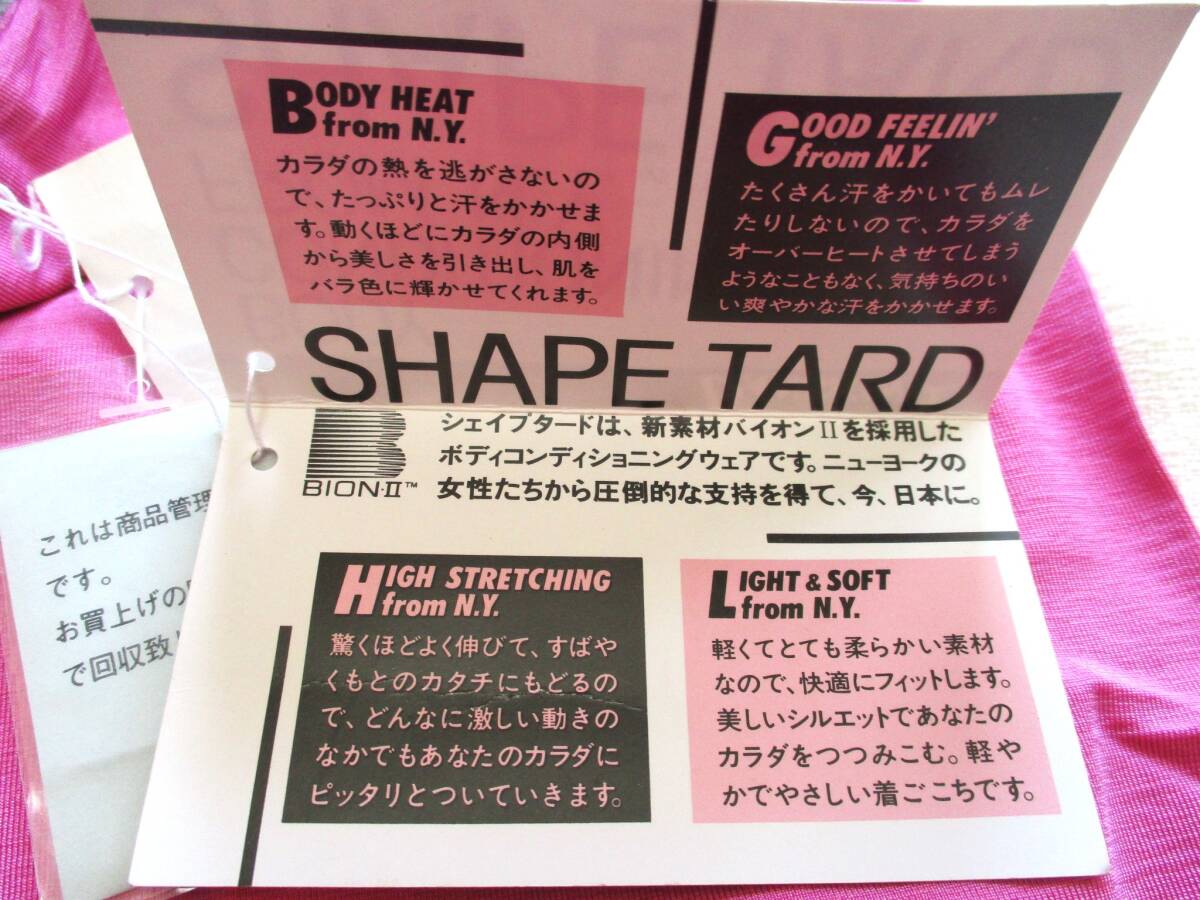 BODY HEAT
from N.Y.
カラダの熱を逃がさないの
で、たっぷりと汗をかかせま
す。動くほどにカラダの内側
から美しさを引き出し、肌を
バラ色に輝かせてくれます。
GOOD FEELIN'
from N.Y.
たくさん汗をかいてもムレ
たりしないので、カラダを
オーバーヒートさせてしまう
ようなこともなく、気持ちのい
い爽やかな汗をかかせます。
SHAPE TARD
BION·II™
シェイプタードは、新素材バイオンⅡを採用した
ボディコンディショニングウェアです。ニューヨークの
女性たちから圧倒的な支持を得て、今、日本に。
HIGH STRETCHING
from N.Y.
驚くほどよく伸びて、すばや
くもとのカタチにもどるの
で、どんなに激しい動きの
なかでもあなたのカラダに
ピッタリとついていきます。
LIGHT & SOFT
from N.Y.
軽くてとても柔らかい素材
なので、快適にフィットします。
美しいシルエットであなたの
カラダをつつみこむ。軽や
かでやさしい着ごこちです。
これは商品管理
です。
お買上げの
で回収致し